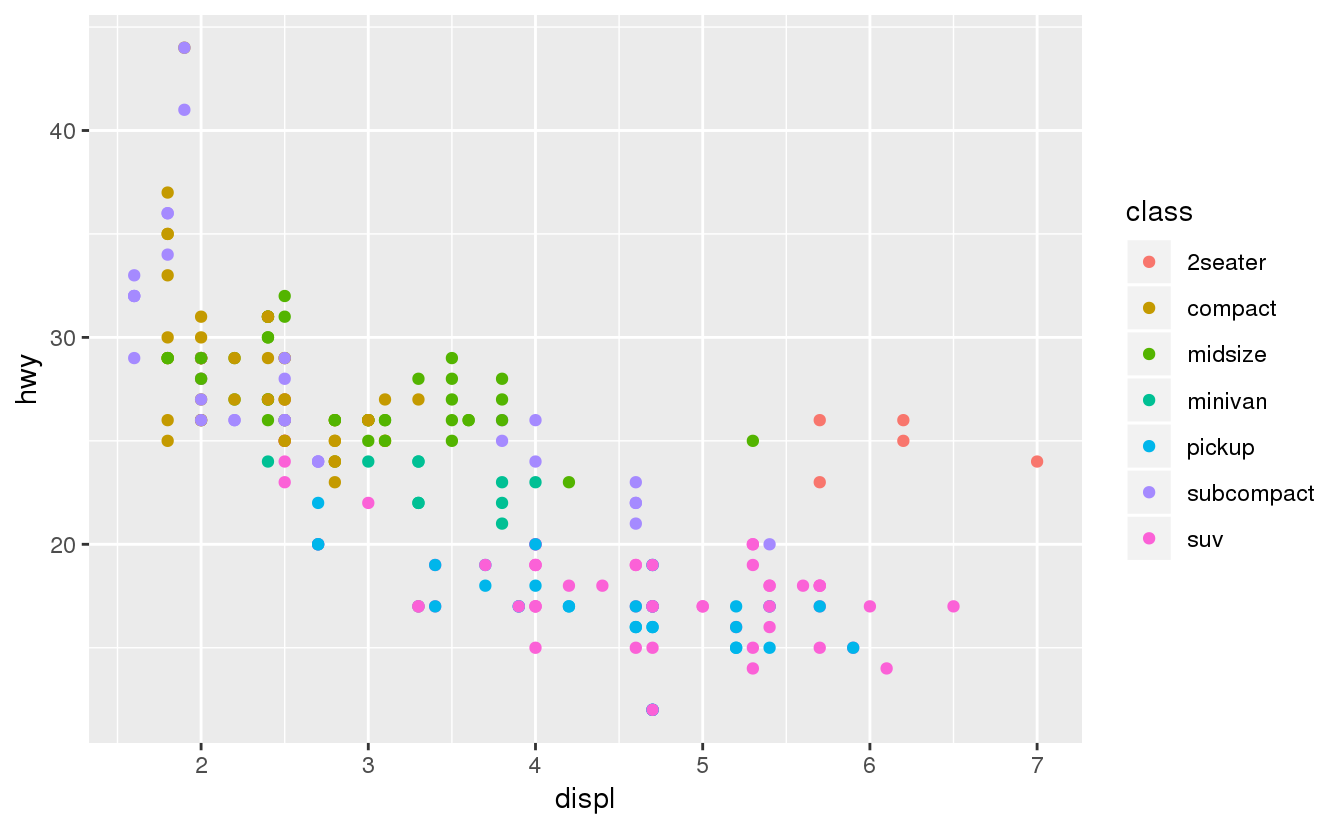 40
30
20
hwy
2
3
4
5
6
7
displ
class
2seater
compact
midsize
minivan
pickup
subcompact
suv